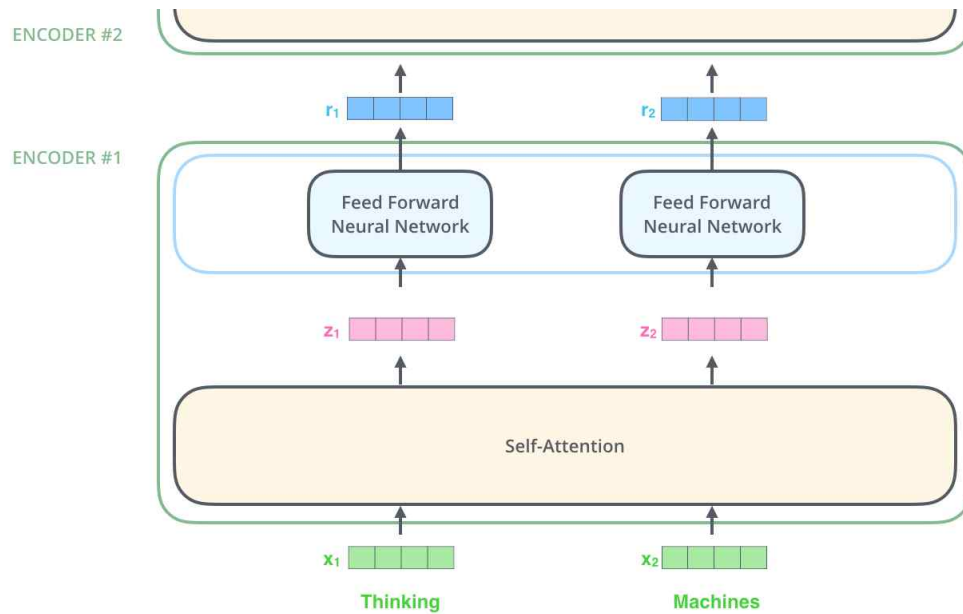 ENCODER #2
r1 r2
ENCODER #1
Feed Forward Neural Network
Feed Forward Neural Network
z1 z2
Self-Attention
x1 x2
Thinking Machines